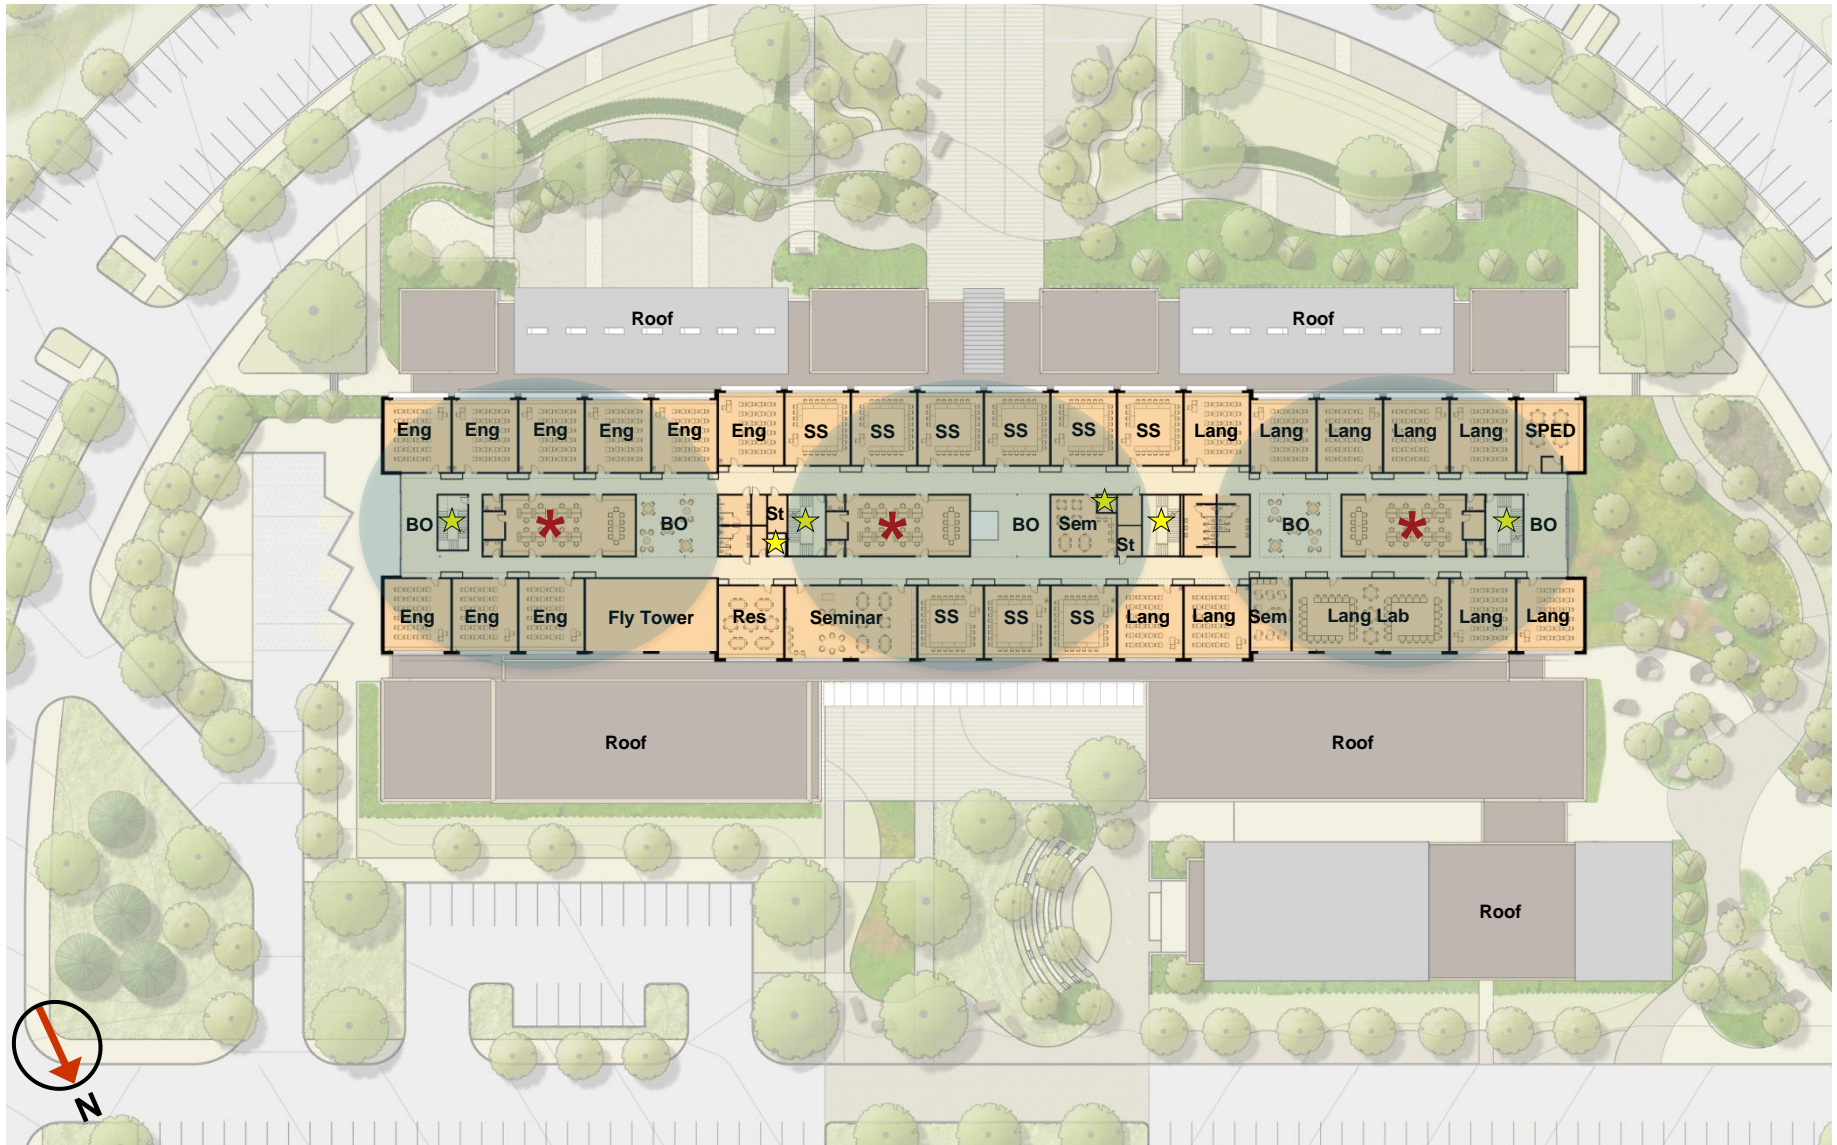 Roof
Roof
Eng
Eng
Eng
Eng
Eng
Eng
SS
SS
SS
SS
SS
SS
Lang
Lang
Lang
Lang
Lang
SPED
BO
*
BO
St
*
BO
Sem
St
BO
*
BO
Eng
Eng
Eng
Fly Tower
Res
Seminar
SS
SS
SS
Lang
Lang
Sem
Lang Lab
Lang
Lang
Roof
Roof
Roof
N